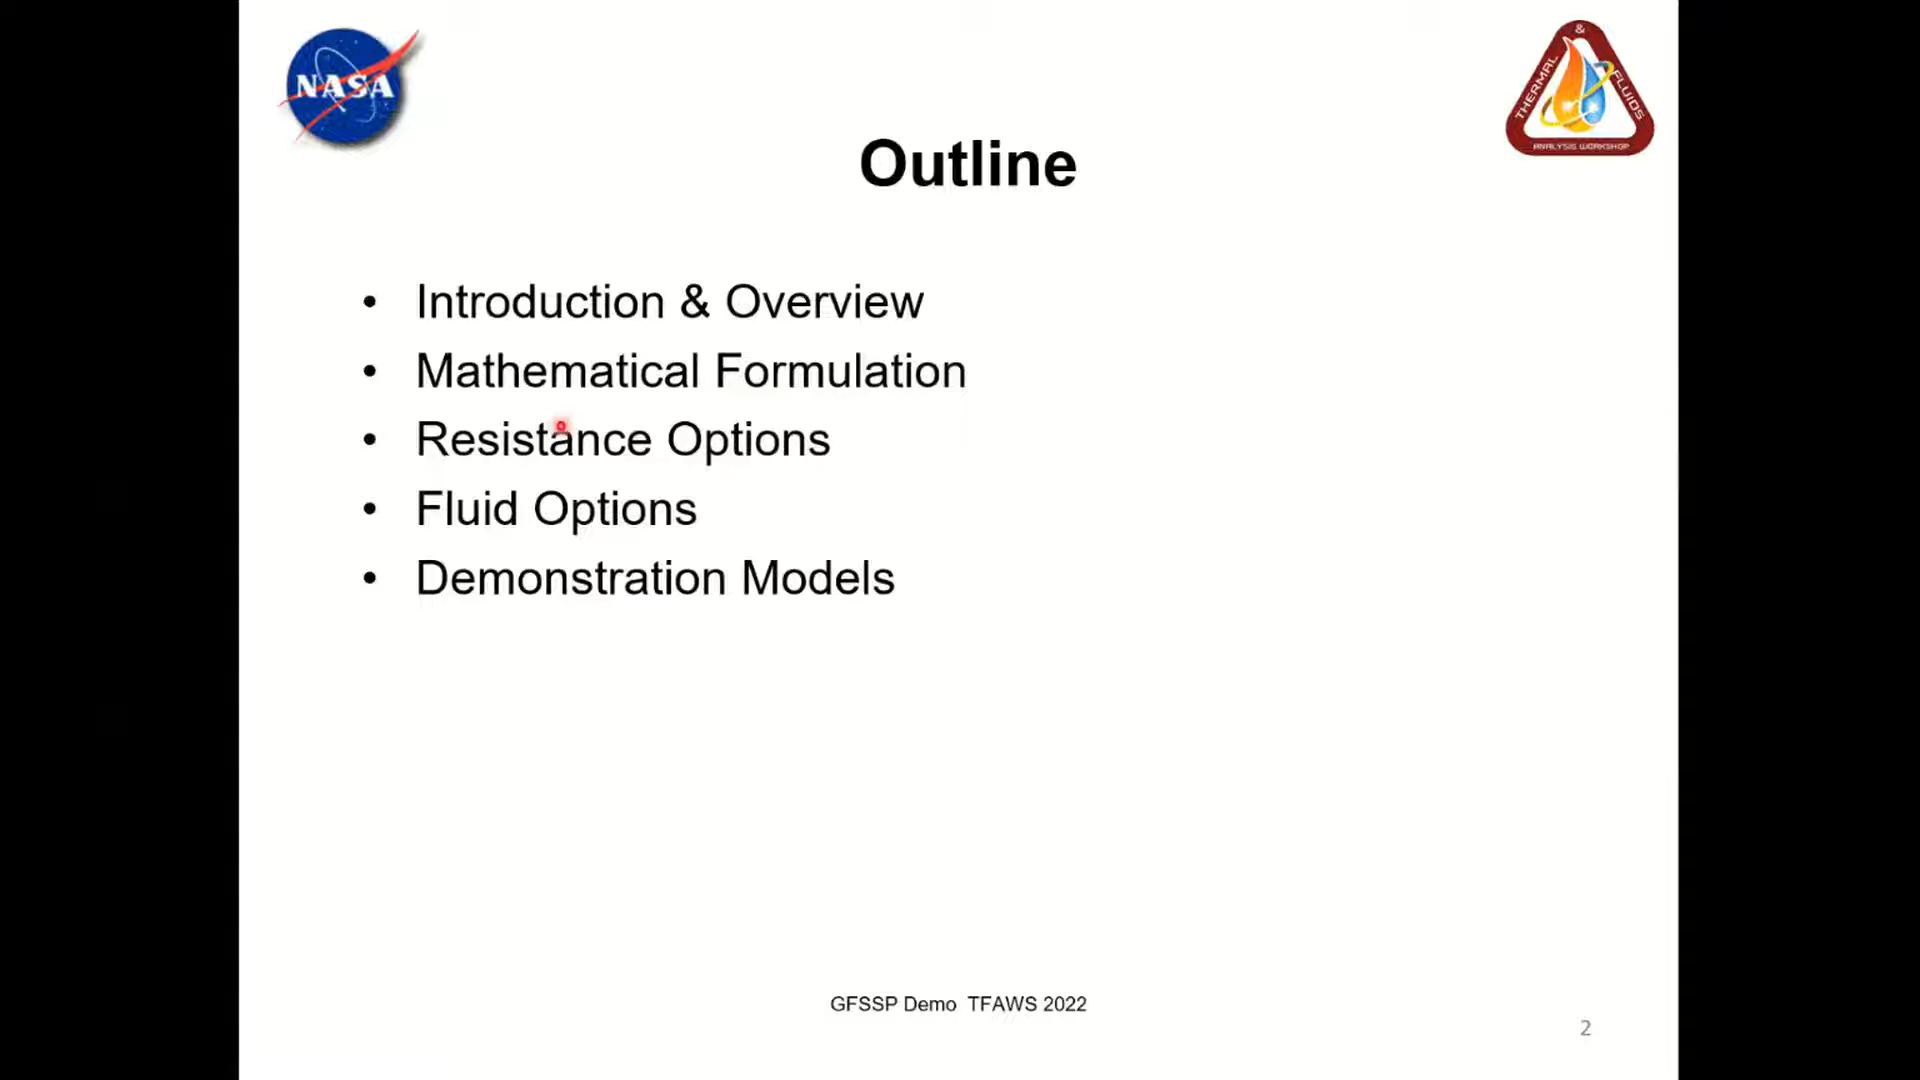 NASA
&
THERMAL
FLUIDS
ANALYSIS WORKSHOP
Outline
• Introduction & Overview
• Mathematical Formulation
• Resistance Options
• Fluid Options
• Demonstration Models
GFSSP Demo TFAWS 2022
2